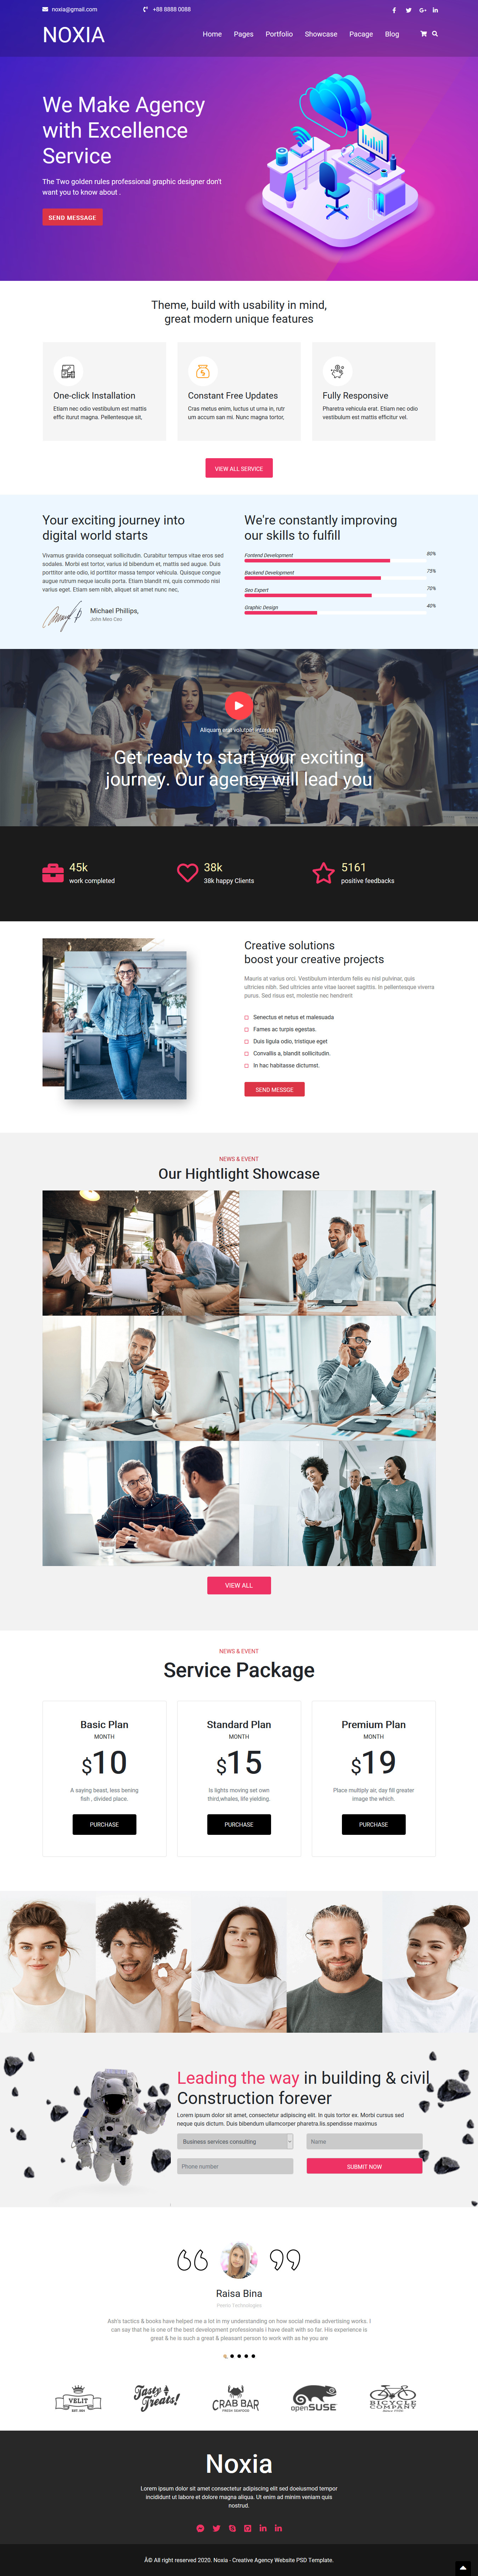 noxia@gmail.com
+88 8888 0088
NOXIA
Home Pages Portfolio Showcase Pacage Blog
We Make Agency
with Excellence
Service
The Two golden rules professional graphic designer don't
want you to know about .
SEND MESSAGE
Theme, build with usability in mind,
great modern unique features
One-click Installation
Etiam nec odio vestibulum est mattis
effic iturut magna. Pellentesque sit,
Constant Free Updates
Cras metus enim, luctus ut urna in, rutr
um accum san mi. Nunc magna tortor,
Fully Responsive
Pharetra vehicula erat. Etiam nec odio
vestibulum est mattis efficitur vel.
VIEW ALL SERVICE
Your exciting journey into
digital world starts
Vivamus gravida consequat sollicitudin. Curabitur tempus vitae eros sed
sodales. Morbi est tortor, varius id bibendum et, mattis sed augue. Duis
porttitor ante odio, id porttitor massa tempor vehicula. Quisque congue
augue rutrum neque iaculis porta. Etiam blandit mi, quis commodo nisl
varius eget. Etiam sem nibh, aliquet sit amet nunc nec,
Michael Phillips,
John Meo Ceo
We're constantly improving
our skills to fulfill
Fontend Development 80%
Backend Development 75%
Seo Expert 70%
Graphic Design 40%
Aliquam erat volutpat interdum
Get ready to start your exciting
journey. Our agency will lead you
45k
work completed
38k
38k happy Clients
5161
positive feedbacks
Creative solutions
boost your creative projects
Mauris at varius orci. Vestibulum interdum felis eu nisl pulvinar, quis
ultricies nibh. Sed ultricies ante vitae laoreet sagittis. In pellentesque viverra
purus. Sed risus est, molestie nec hendrerit
Senectus et netus et malesuada
Fames ac turpis egestas.
Duis ligula odio, tristique eget
Convallis a, blandit sollicitudin.
In hac habitasse dictumst.
SEND MESSGE
NEWS & EVENT
Our Hightlight Showcase
VIEW ALL
NEWS & EVENT
Service Package
Basic Plan
MONTH
$10
A saying beast, less bening
fish , divided place.
PURCHASE
Standard Plan
MONTH
$15
Is lights moving set own
third,whales, life yielding.
PURCHASE
Premium Plan
MONTH
$19
Place multiply air, day fill greater
image the which.
PURCHASE
Leading the way in building & civil
Construction forever
Lorem ipsum dolor sit amet, consectetur adipiscing elit. In quis tortor ex. Morbi cursus sed
neque quis dictum. Duis bibendum ullamcorper pharetra.lis.spendisse maximus
Business services consulting
Name
Phone number
SUBMIT NOW
Raisa Bina
Peelin Technologies
Ash's tactics & books have helped me a lot in my understanding on how social media advertising works. I
can say that he is one of the best development professionals i have dealt with so far. His experience is
great & he is such a great & pleasant person to work with as he you are
VELIT
EST. 2001
Tasty Treats!
CRAB BAR
FRESH SEAFOOD
openSUSE
BICYCLE
COMPANY
Noxia
Lorem ipsum dolor sit amet consectetur adipiscing elit sed doeiusmod tempor
incididunt ut labore et dolore magna aliqua. Ut enim ad minim veniam quis
nostrud.
Â© All right reserved 2020. Noxia - Creative Agency Website PSD Template.